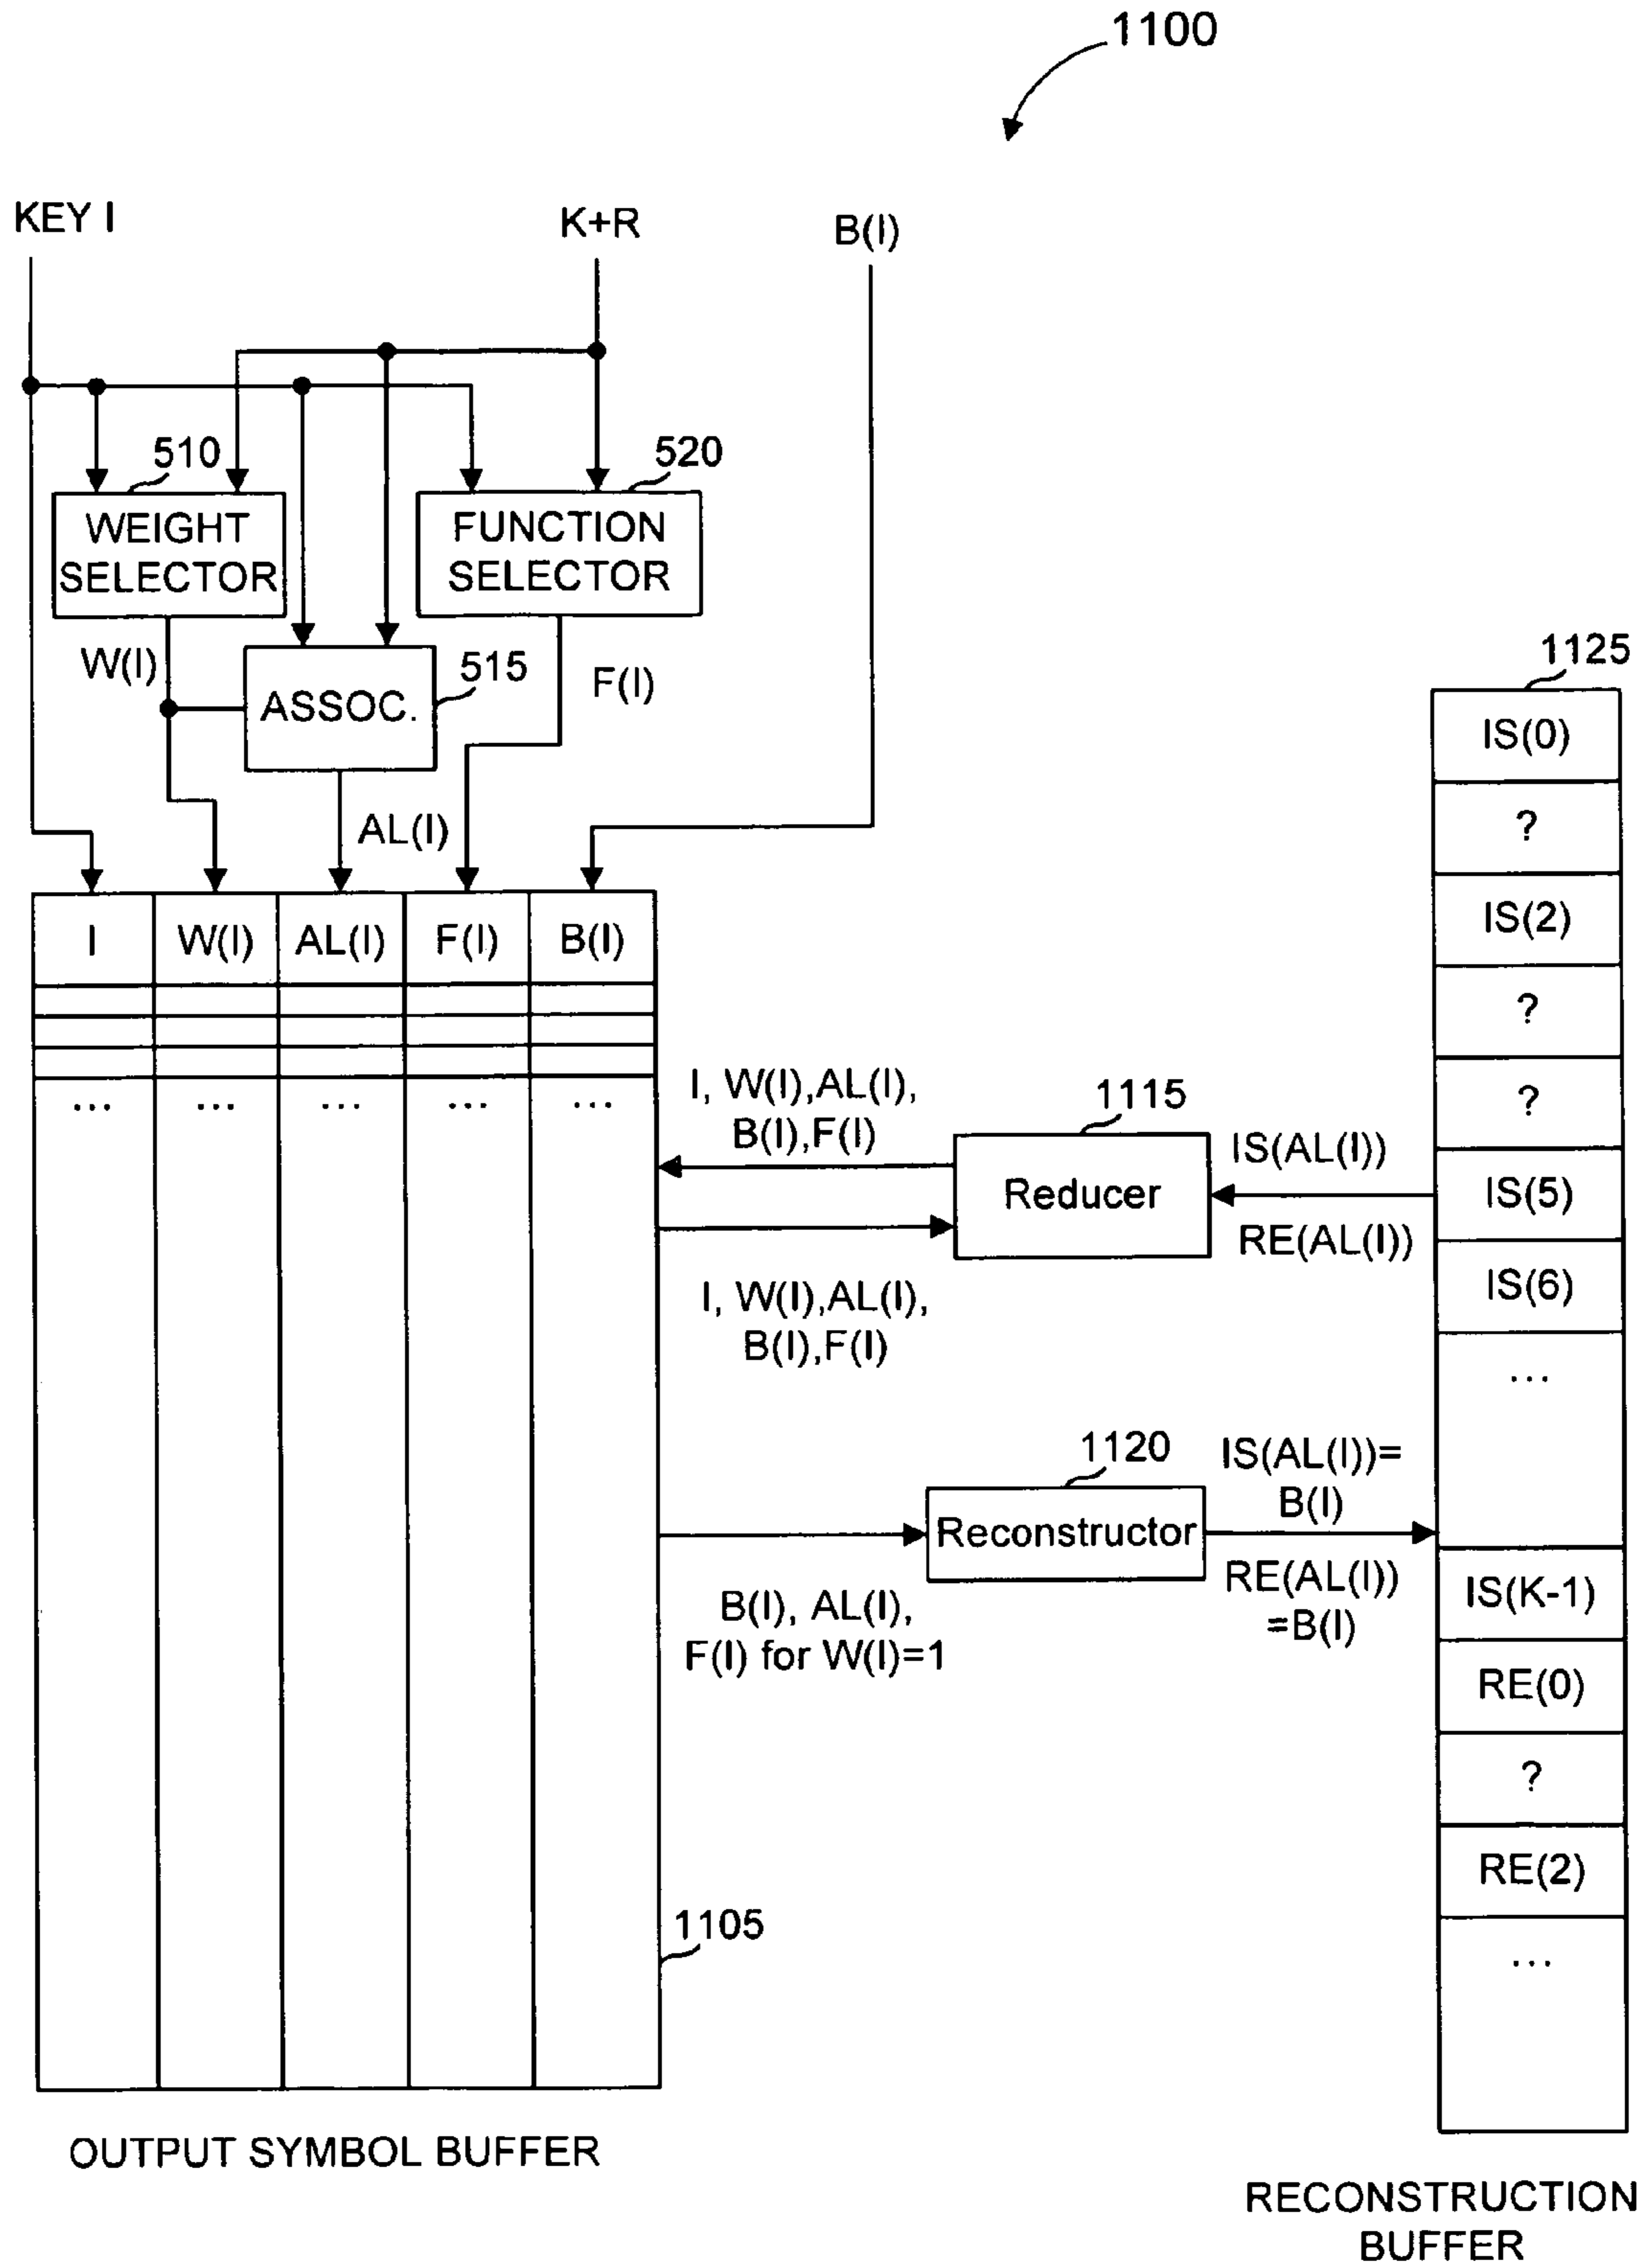 1100
KEY I
K+R
B(I)
510
520
WEIGHT
SELECTOR
FUNCTION
SELECTOR
W(I)
515
ASSOC.
F(I)
AL(I)
I
W(I)
AL(I)
F(I)
B(I)
...
...
...
...
...
1105
OUTPUT SYMBOL BUFFER
I, W(I),AL(I),
B(I),F(I)
1115
Reducer
IS(AL(I))
RE(AL(I))
I, W(I),AL(I),
B(I),F(I)
1120
Reconstructor
IS(AL(I))=
B(I)
RE(AL(I))
=B(I)
B(I), AL(I),
F(I) for W(I)=1
1125
IS(0)
?
IS(2)
?
?
IS(5)
IS(6)
...
IS(K-1)
RE(0)
?
RE(2)
...
RECONSTRUCTION
BUFFER